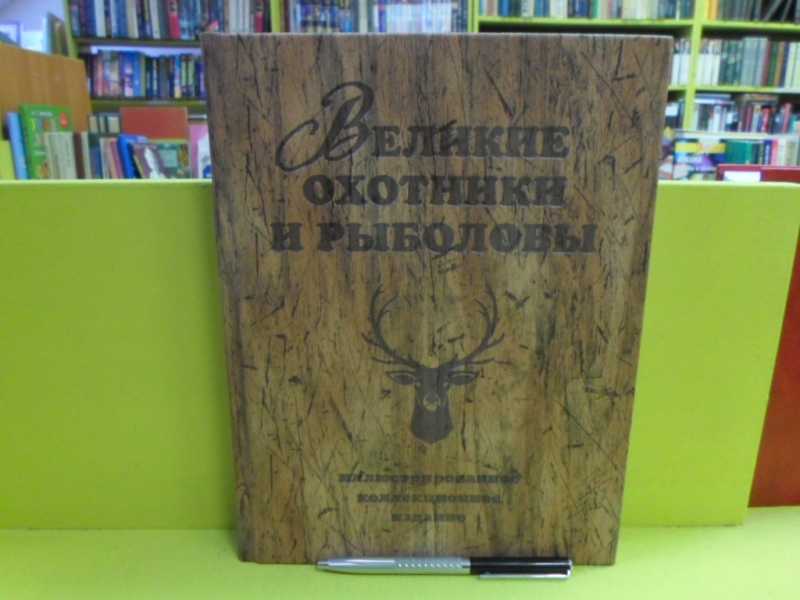 Великие
охотники
и рыболовы
иллюстрированное
коллекционное
издание